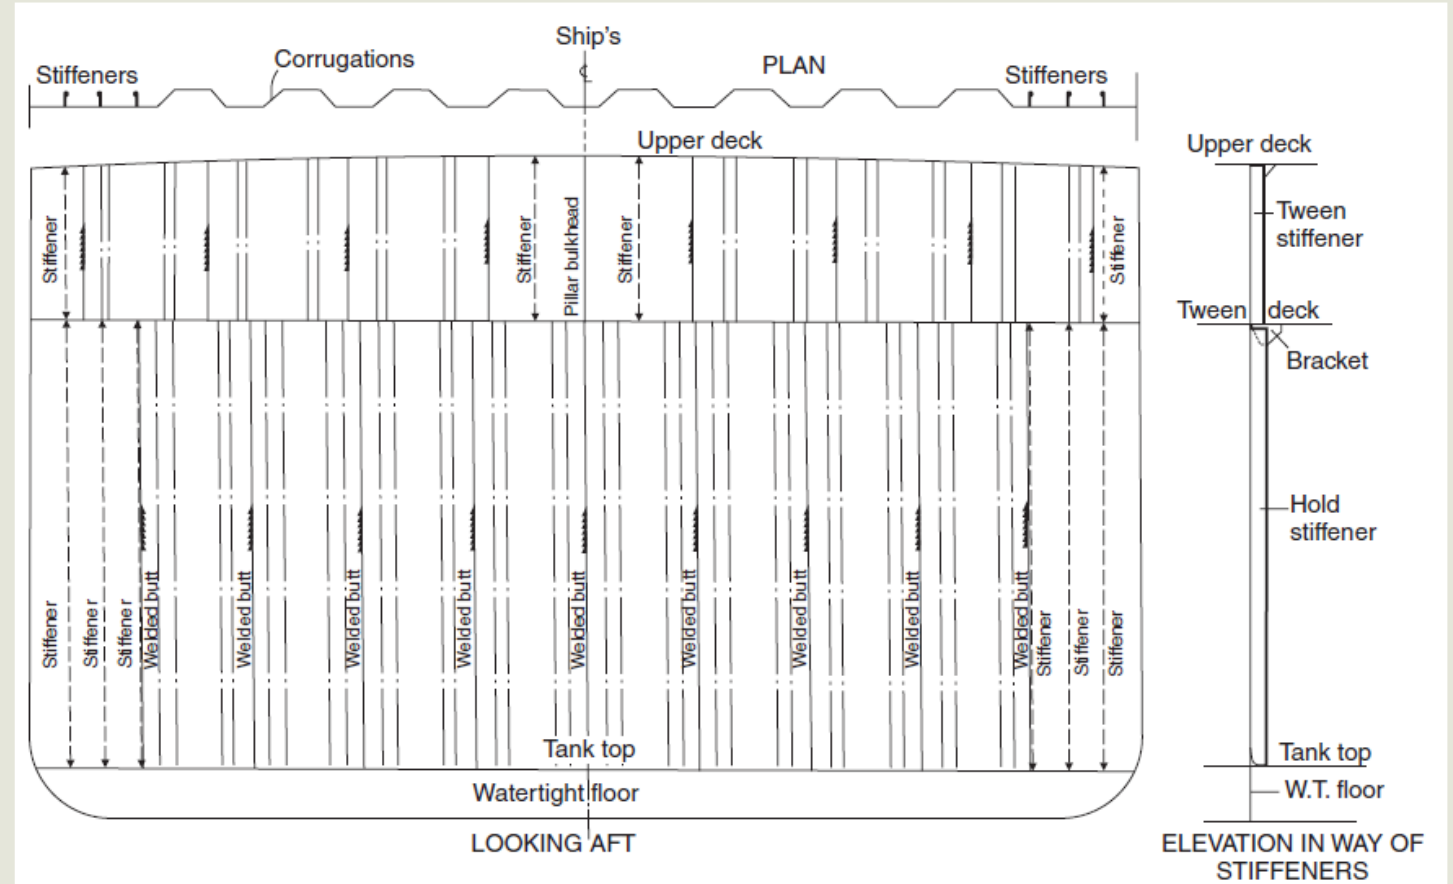 Ship's
℄
Corrugations
PLAN
Stiffeners
Stiffeners
Upper deck
Stiffener
Stiffener
Pillar bulkhead
Stiffener
Stiffener
Stiffener
Stiffener
Stiffener
Welded butt
Welded butt
Welded butt
Welded butt
Welded butt
Welded butt
Welded butt
Welded butt
Welded butt
Stiffener
Stiffener
Stiffener
Tank top
Watertight floor
LOOKING AFT
Upper deck
Tween
stiffener
Tween deck
Bracket
Hold
stiffener
Tank top
W.T. floor
ELEVATION IN WAY OF
STIFFENERS